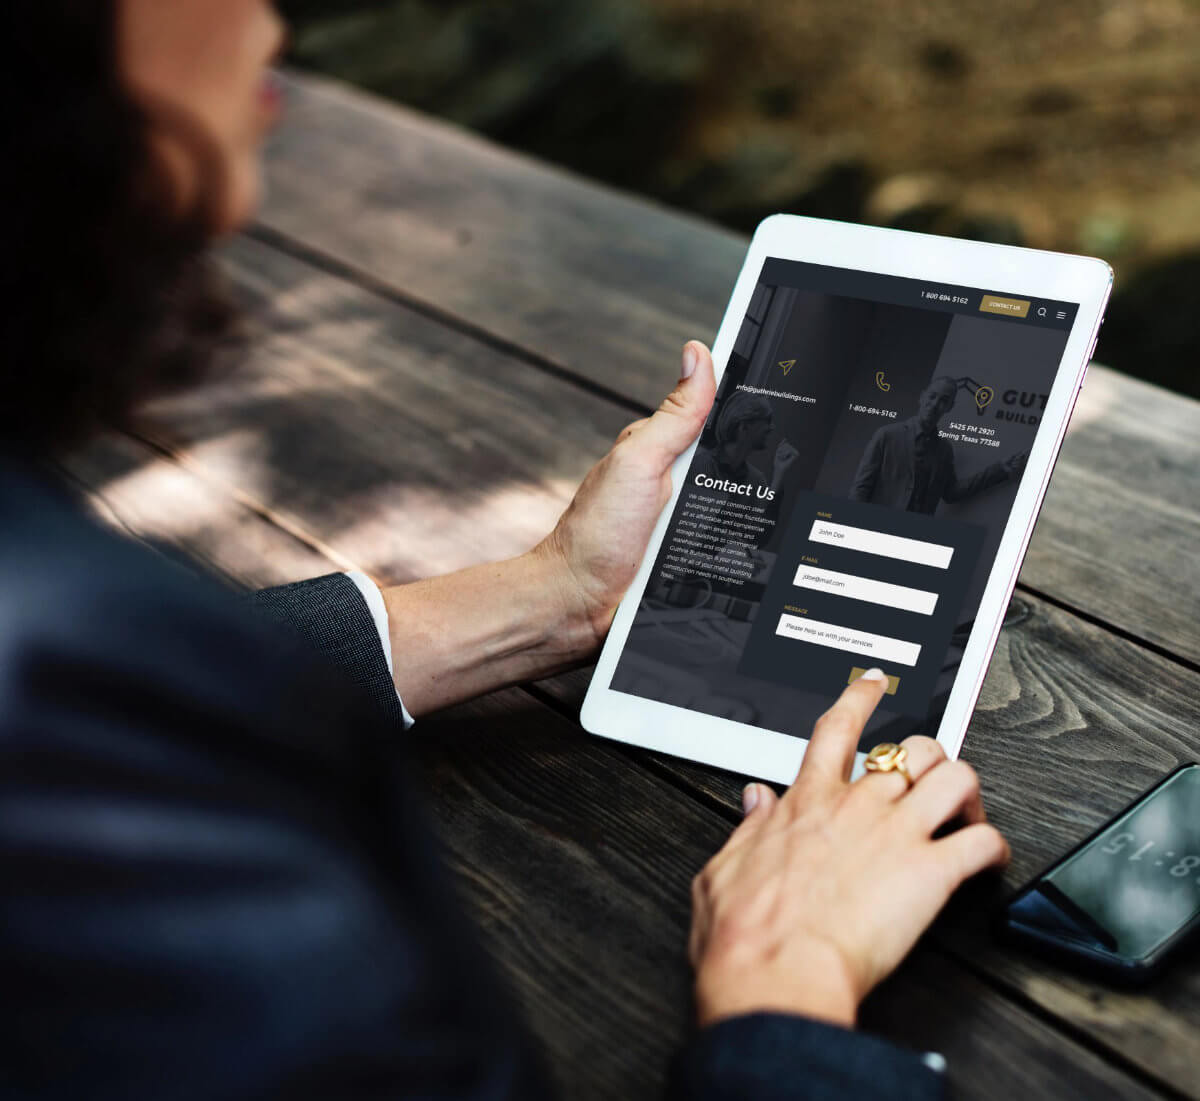 1 800 694 5162
CONTACT US
info@guthriebuildings.com
1-800-694-5162
5425 FM 2920
Spring Texas 77388
GUT
BUILD
Contact Us
We design and construct steel
buildings and concrete foundations
all at affordable and competitive
pricing. From small barns and
storage buildings to commercial
warehouses and strip centers,
Guthrie Buildings is your one stop
shop for all of your metal building
construction needs in southeast
Texas.
NAME
John Doe
E-MAIL
jdoe@mail.com
MESSAGE
Please help us with your services
8:15